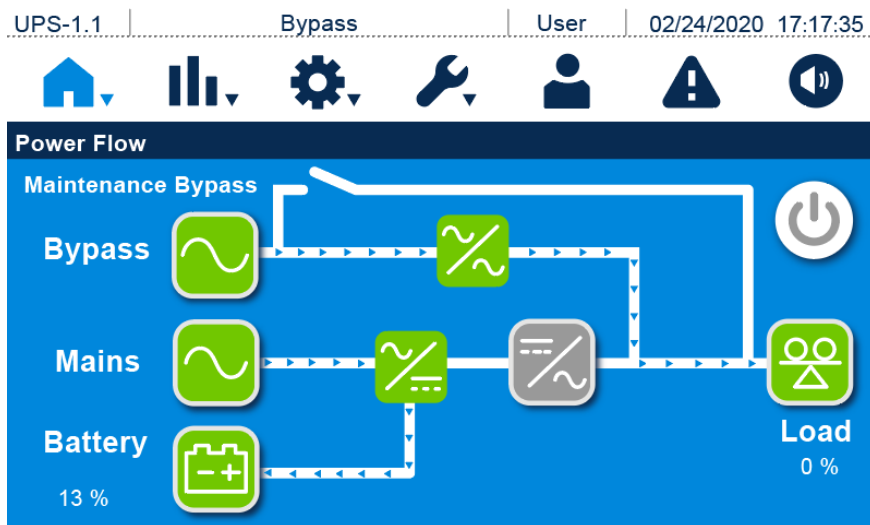 UPS-1.1 Bypass User 02/24/2020 17:17:35
Power Flow
Maintenance Bypass
Bypass
Mains
Battery
13 %
Load
0 %